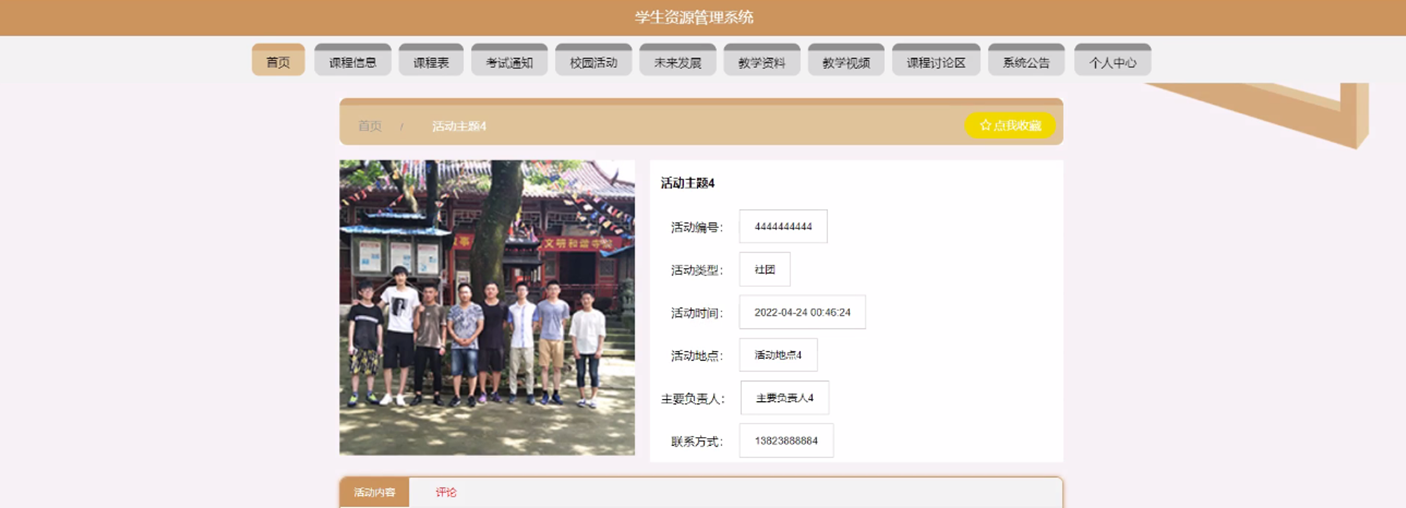 学生资源管理系统
首页 课程信息 课程表 考试通知 校园活动 未来发展 教学资料 教学视频 课程讨论区 系统公告 个人中心
首页 / 活动主题4 ☆点我收藏
活动主题4
活动编号： 4444444444
活动类型： 社团
活动时间： 2022-04-24 00:46:24
活动地点： 活动地点4
主要负责人： 主要负责人4
联系方式： 13823888884
文明和谐
活动内容 评论